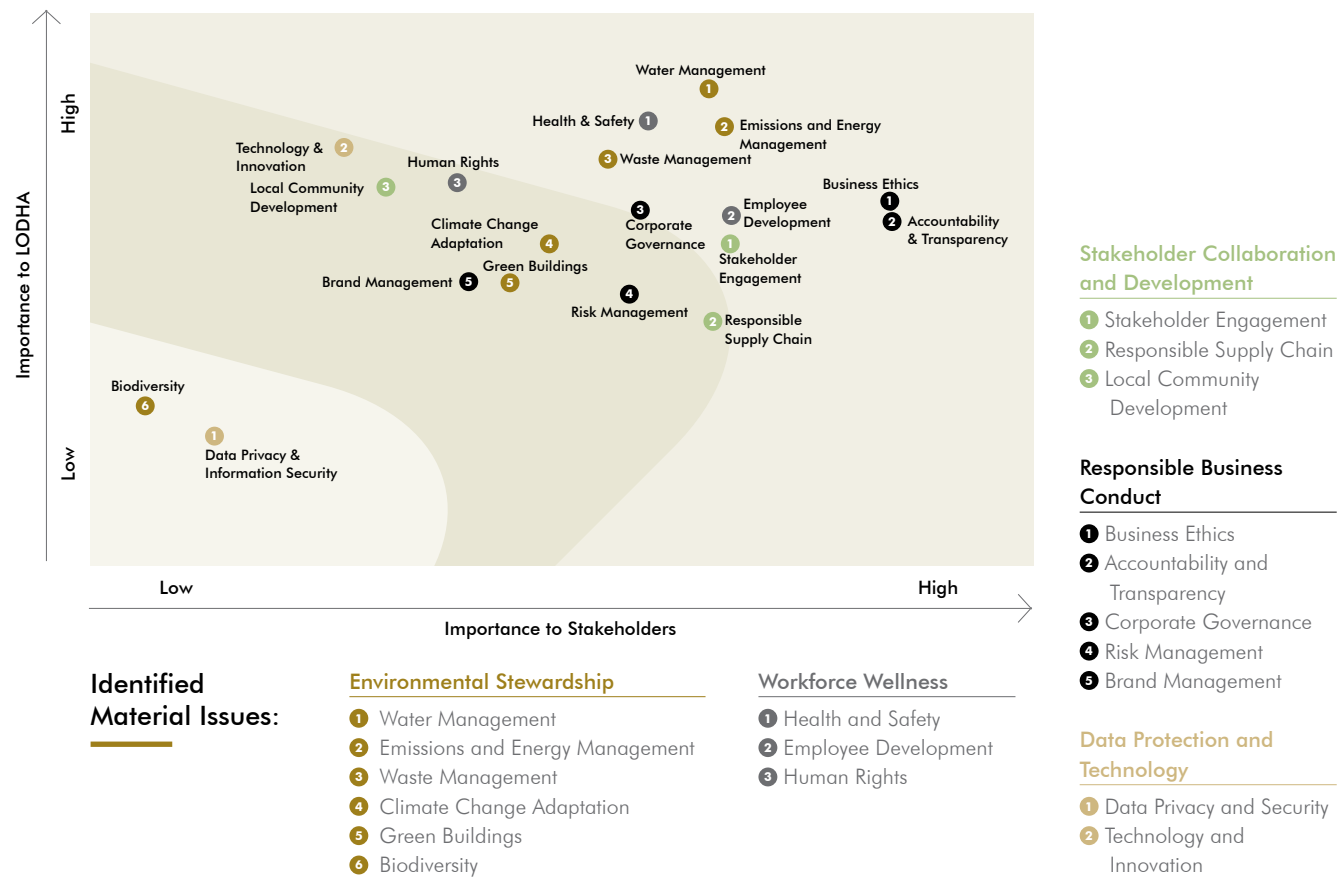 High
Low
Importance to LODHA
Water Management
1
Health & Safety 1
2 Emissions and Energy
Management
Technology & 2
Innovation
3 Waste Management
Human Rights
3
Local Community 3
Development
Business Ethics
1
2 Accountability
& Transparency
3
Corporate
Governance
2 Employee
Development
Climate Change
Adaptation 4
1
Stakeholder
Engagement
Green Buildings
Brand Management 5
5
4
Risk Management
2 Responsible
Supply Chain
Biodiversity
6
1
Data Privacy &
Information Security
Low
High
Importance to Stakeholders
Stakeholder Collaboration
and Development
1 Stakeholder Engagement
2 Responsible Supply Chain
3 Local Community
Development
Responsible Business
Conduct
1 Business Ethics
2 Accountability and
Transparency
3 Corporate Governance
4 Risk Management
5 Brand Management
Data Protection and
Technology
1 Data Privacy and Security
2 Technology and
Innovation
Identified
Material Issues:
Environmental Stewardship
1 Water Management
2 Emissions and Energy Management
3 Waste Management
4 Climate Change Adaptation
5 Green Buildings
6 Biodiversity
Workforce Wellness
1 Health and Safety
2 Employee Development
3 Human Rights